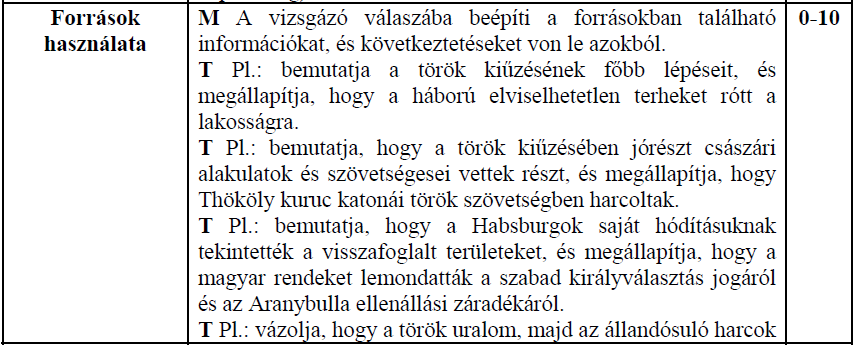 Források
használata
M A vizsgázó válaszába beépíti a forrásokban található
információkat, és következtetéseket von le azokból.
T Pl.: bemutatja a török kiűzésének főbb lépéseit, és
megállapítja, hogy a háború elviselhetetlen terheket rótt a
lakosságra.
T Pl.: bemutatja, hogy a török kiűzésében jórészt császári
alakulatok és szövetségesei vettek részt, és megállapítja, hogy
Thököly kuruc katonái török szövetségben harcoltak.
T Pl.: bemutatja, hogy a Habsburgok saját hódításuknak
tekintették a visszafoglalt területeket, és megállapítja, hogy a
magyar rendeket lemondatták a szabad királyválasztás jogáról
és az Aranybulla ellenállási záradékáról.
T Pl.: vázolja, hogy a török uralom, majd az állandósuló harcok
0-10